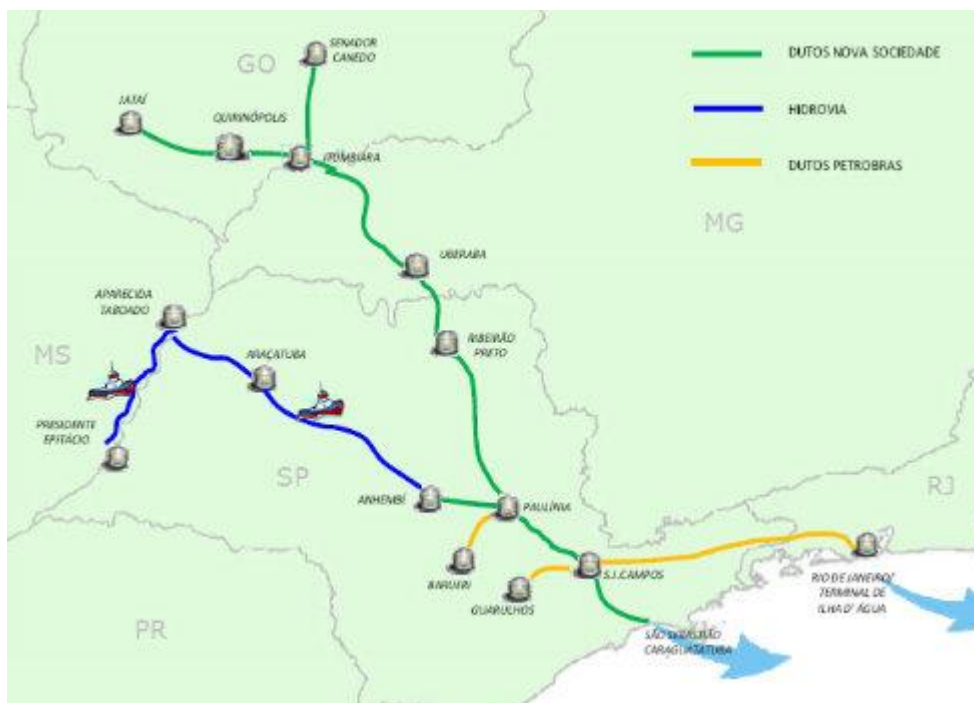 SENADOR
CANEDO
GO
DUTOS NOVA SOCIEDADE
JATAÍ
HIDROVIA
QUIRINÓPOLIS
ITUMBIARA
DUTOS PETROBRAS
MG
UBERABA
APARECIDA
TABOADO
RIBEIRÃO
PRETO
MS
ARAÇATUBA
PRESIDENTE
EPITÁCIO
SP
ANHEMBÍ
PAULÍNIA
RJ
BARUERI
S.J.CAMPOS
GUARULHOS
RIO DE JANEIRO/
TERMINAL DE
ILHA D' ÁGUA
PR
SÃO SEBASTIÃO
CARAGUATATUBA